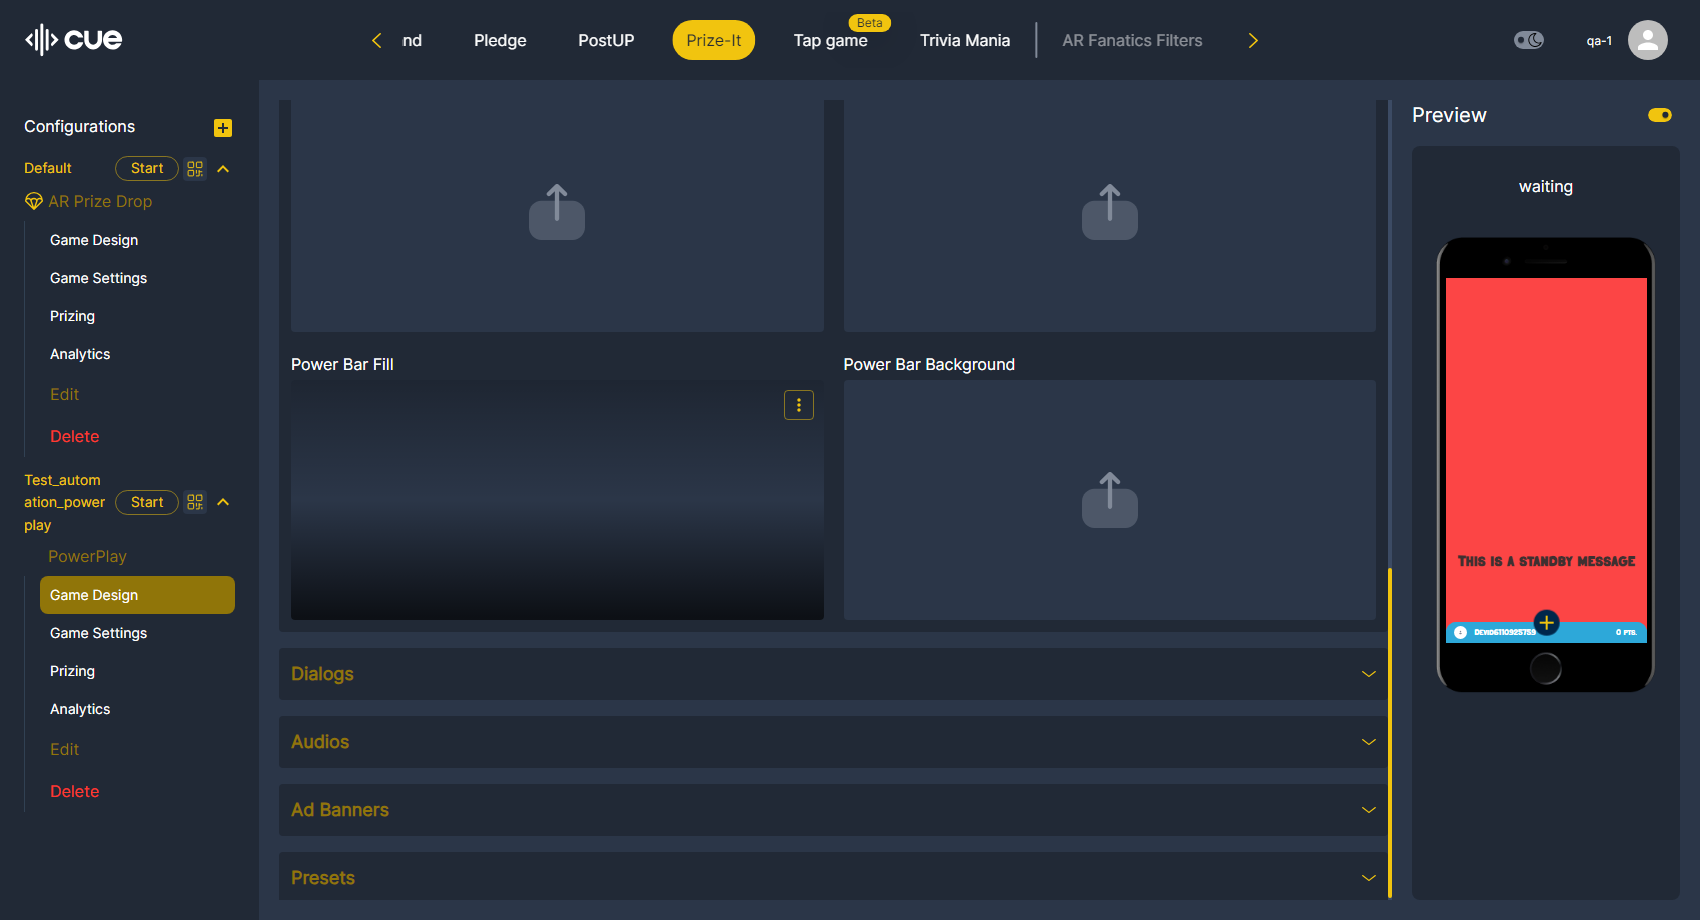 cue
nd
Pledge
PostUP
Prize-It
Beta
Tap game
Trivia Mania
AR Fanatics Filters
qa-1
Configurations
Default
Start
AR Prize Drop
Game Design
Game Settings
Prizing
Analytics
Edit
Delete
Test_autom
ation_power
play
Start
PowerPlay
Game Design
Game Settings
Prizing
Analytics
Edit
Delete
Power Bar Fill
Power Bar Background
Dialogs
Audios
Ad Banners
Presets
Preview
waiting
This is a standby message
0 pts.